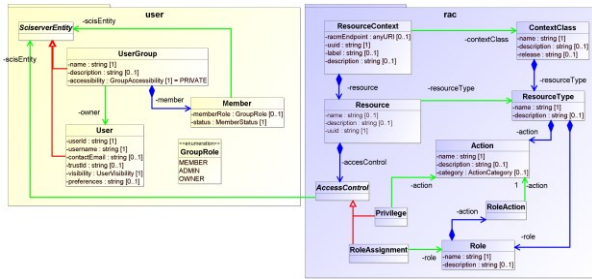 user
rac
ScisererEntity
-scisEntity
-scisEntity
UserGroup
-name : string [1]
-description : string [0..1]
-accessibility : GroupAccessibility [1] = PRIVATE
-member
-owner
Member
-memberRole : GroupRole [0..1]
-status : MemberStatus [1]
User
-userId : string [1]
-username : string [1]
-contactEmail : string [0..1]
-trustId : string [0..1]
-visibility : UserVisibility [1]
-preferences : string [0..1]
<<enumeration>>
GroupRole
MEMBER
ADMIN
OWNER
ResourceContext
-racmEndpoint : anyURI [0..1]
-uuid : string [1]
-label : string [0..1]
-description : string [0..1]
-contextClass
ContextClass
-name : string [1]
-description : string [0..1]
-release : string [0..1]
-resource
-resourceType
Resource
-name : string [0..1]
-description : string [0..1]
-uuid : string [1]
-resourceType
ResourceType
-name : string [1]
-description : string [0..1]
-accesControl
-action
Action
-name : string [1]
-description : string [0..1]
-category : ActionCategory [0..1]
AccessControl
-action
1
-action
Privilege
-action
RoleAction
RoleAssignment
-role
Role
-name : string [1]
-description : string [0..1]
-role